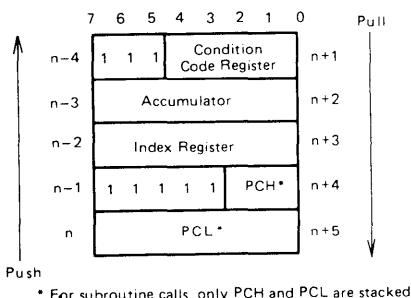 7 6 5 4 3 2 1 0
Pull
n-4 1 1 1 Condition Code Register n+1
n-3 Accumulator n+2
n-2 Index Register n+3
n-1 1 1 1 1 1 PCH* n+4
n PCL* n+5
Push
* For subroutine calls, only PCH and PCL are stacked